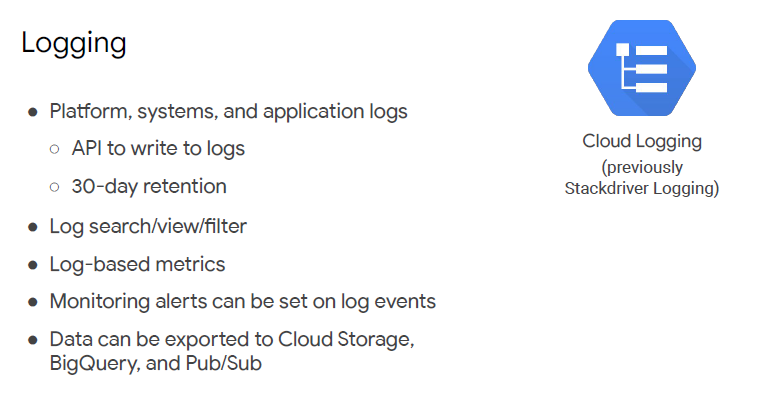 Logging
● Platform, systems, and application logs
○ API to write to logs
○ 30-day retention
● Log search/view/filter
● Log-based metrics
● Monitoring alerts can be set on log events
● Data can be exported to Cloud Storage,
BigQuery, and Pub/Sub
Cloud Logging
(previously
Stackdriver Logging)